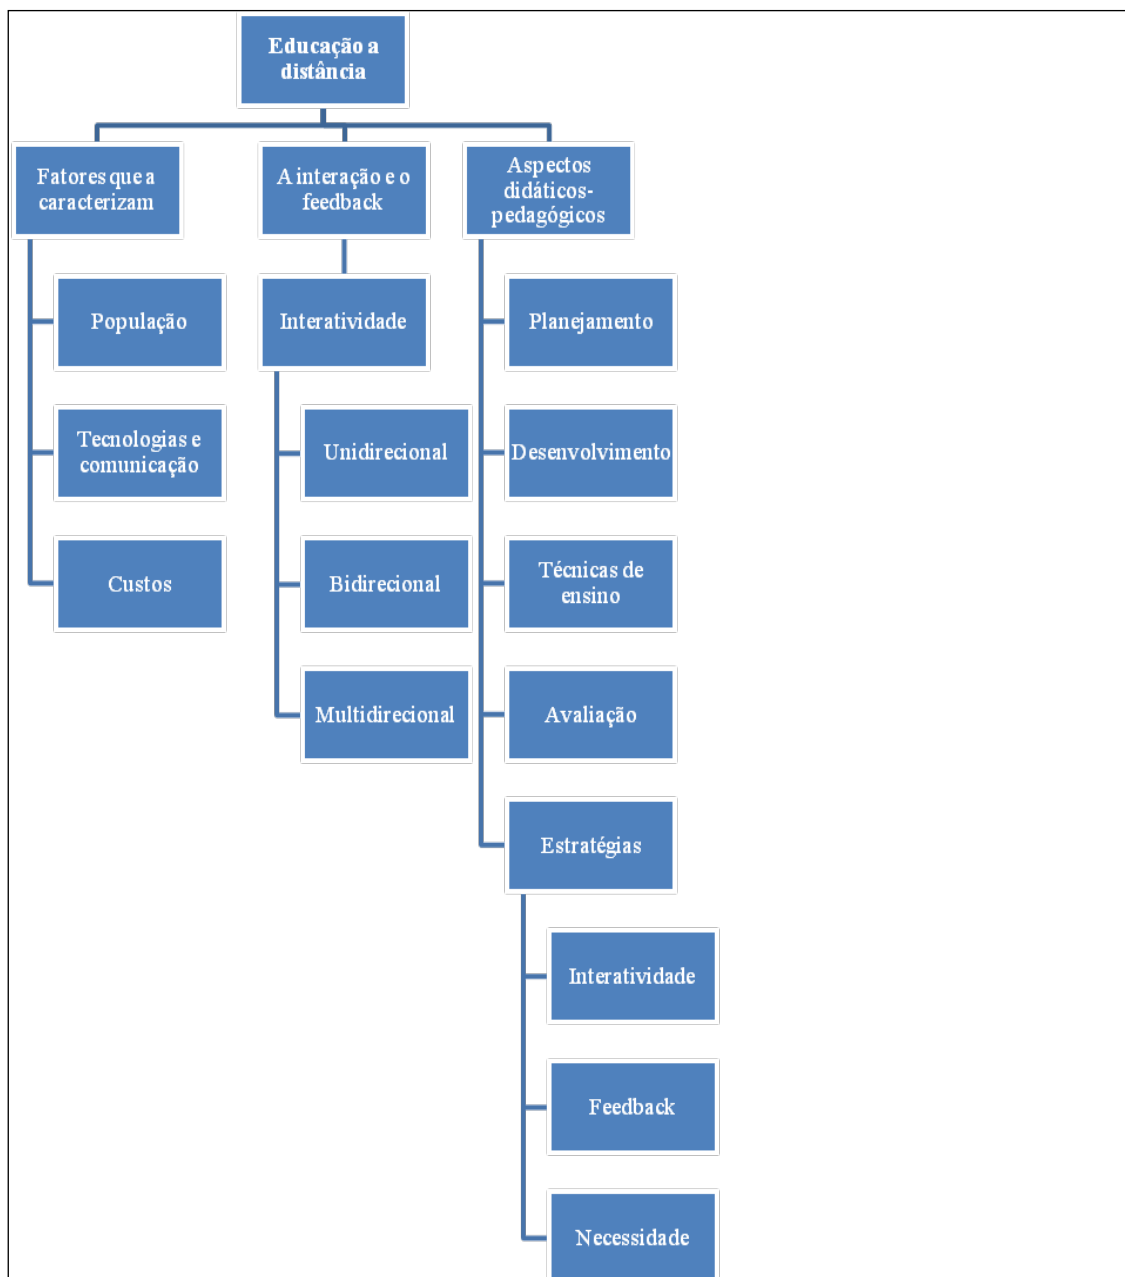 Educação a
distância
Fatores que a
caracterizam
A interação e o
feedback
Aspectos
didáticos-
pedagógicos
População
Tecnologias e
comunicação
Custos
Interatividade
Unidirecional
Bidirecional
Multidirecional
Planejamento
Desenvolvimento
Técnicas de
ensino
Avaliação
Estratégias
Interatividade
Feedback
Necessidade